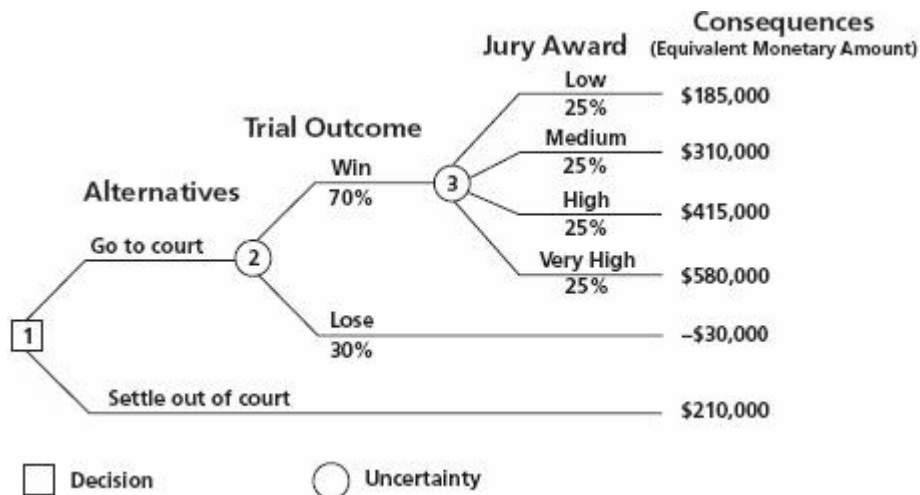 Consequences
Jury Award (Equivalent Monetary Amount)
Low
25% $185,000
Trial Outcome
Medium
25% $310,000
Win
70%
3
High
25% $415,000
Alternatives
Very High
25% $580,000
Go to court
2
Lose
30% –$30,000
1
Settle out of court
$210,000
Decision Uncertainty